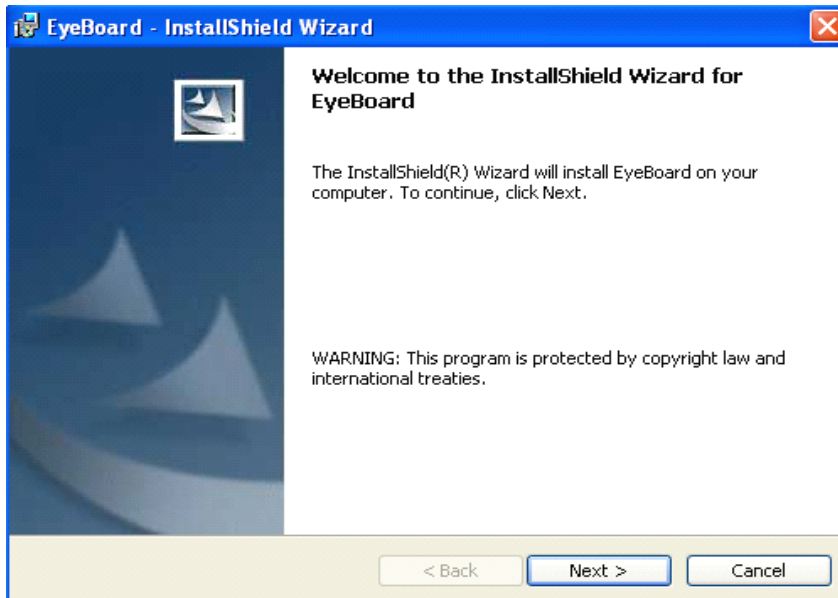 EyeBoard - InstallShield Wizard
Welcome to the InstallShield Wizard for
EyeBoard
The InstallShield(R) Wizard will install EyeBoard on your
computer. To continue, click Next.
WARNING: This program is protected by copyright law and
international treaties.
< Back
Next >
Cancel